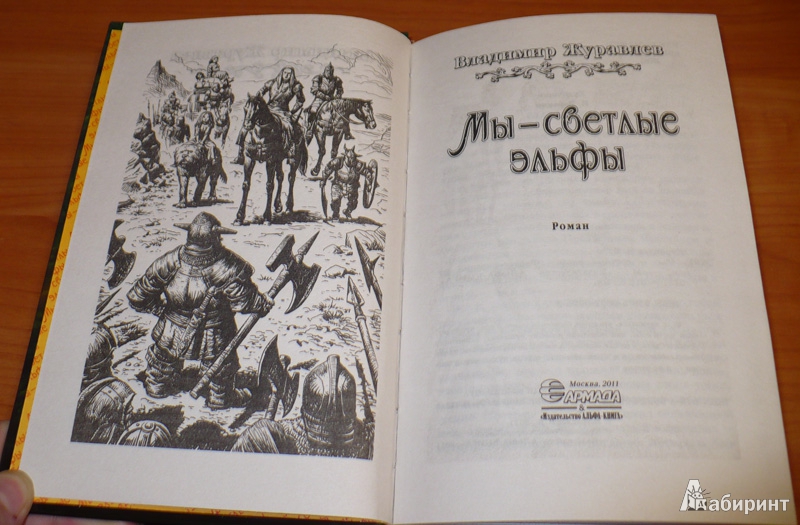 Владимир Журавлев
Мы – светлые
эльфы
Роман
Москва, 2011
АРМАДА
&
«Издательство АЛЬФА-КНИГА»
Лабиринт